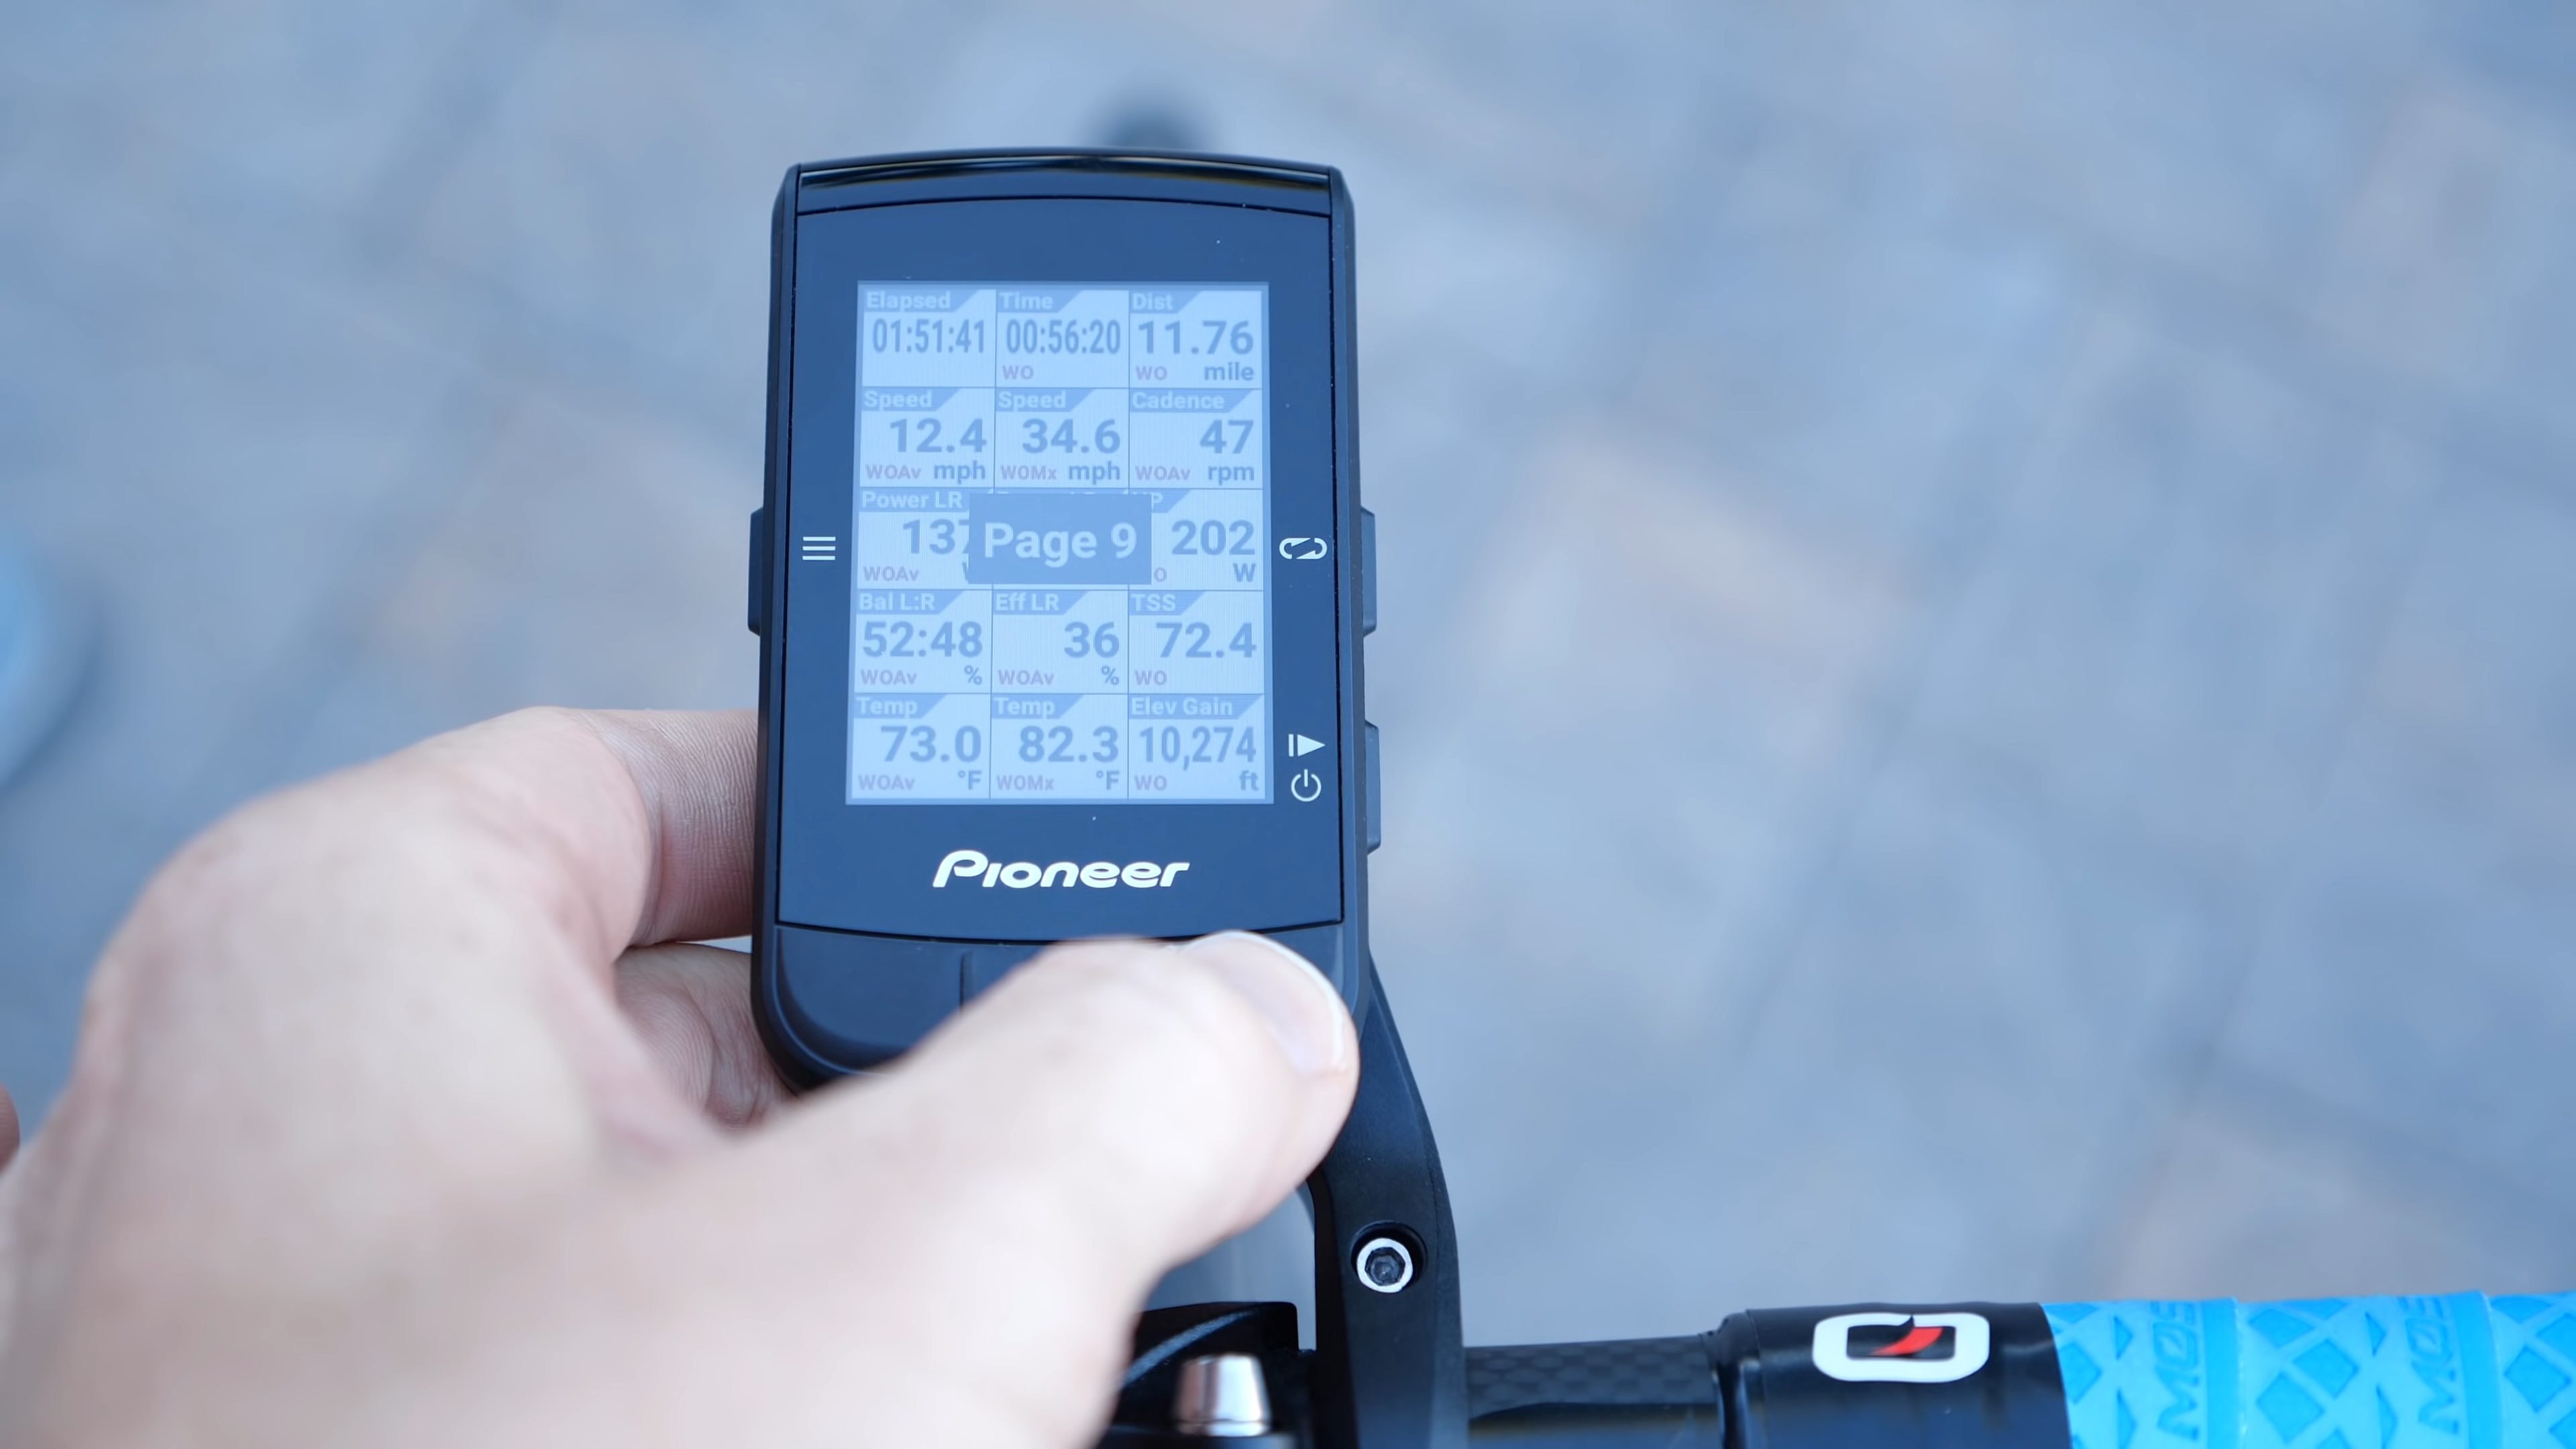 Elapsed Time Dist
01:51:41 00:56:20 11.76
WO WO mile
Speed Speed Cadence
12.4 34.6 47
WOAv mph WOMx mph WOAv rpm
Power LR
137 Page 9 202
WOAv W
Bal L:R Eff LR TSS
52:48 36 72.4
WOAv % WOAv % WO
Temp Temp Elev Gain
73.0 82.3 10,274
WOAv °F WOMx °F WO ft
Pioneer